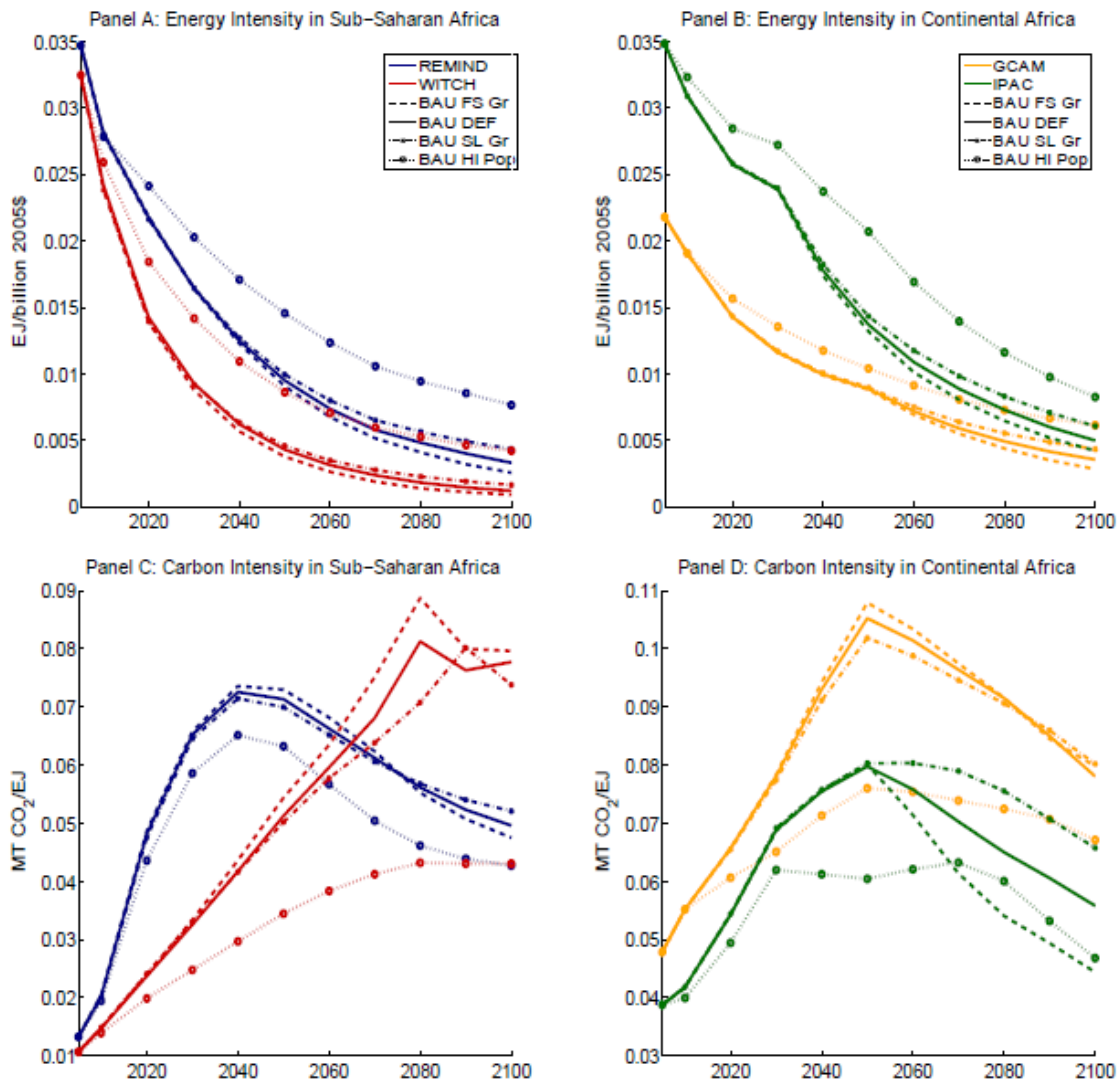 Panel A: Energy Intensity in Sub-Saharan Africa
0.035
0.03
0.025
0.02
0.015
0.01
0.005
0
EJ/billion 2005$
REMIND
WITCH
BAU FS Gr
BAU DEF
BAU SL Gr
BAU HI Pop
2020 2040 2060 2080 2100
Panel B: Energy Intensity in Continental Africa
0.035
0.03
0.025
0.02
0.015
0.01
0.005
0
EJ/billion 2005$
GCAM
IPAC
BAU FS Gr
BAU DEF
BAU SL Gr
BAU HI Pop
2020 2040 2060 2080 2100
Panel C: Carbon Intensity in Sub-Saharan Africa
0.09
0.08
0.07
0.06
0.05
0.04
0.03
0.02
0.01
MT CO₂/EJ
2020 2040 2060 2080 2100
Panel D: Carbon Intensity in Continental Africa
0.11
0.1
0.09
0.08
0.07
0.06
0.05
0.04
0.03
MT CO₂/EJ
2020 2040 2060 2080 2100